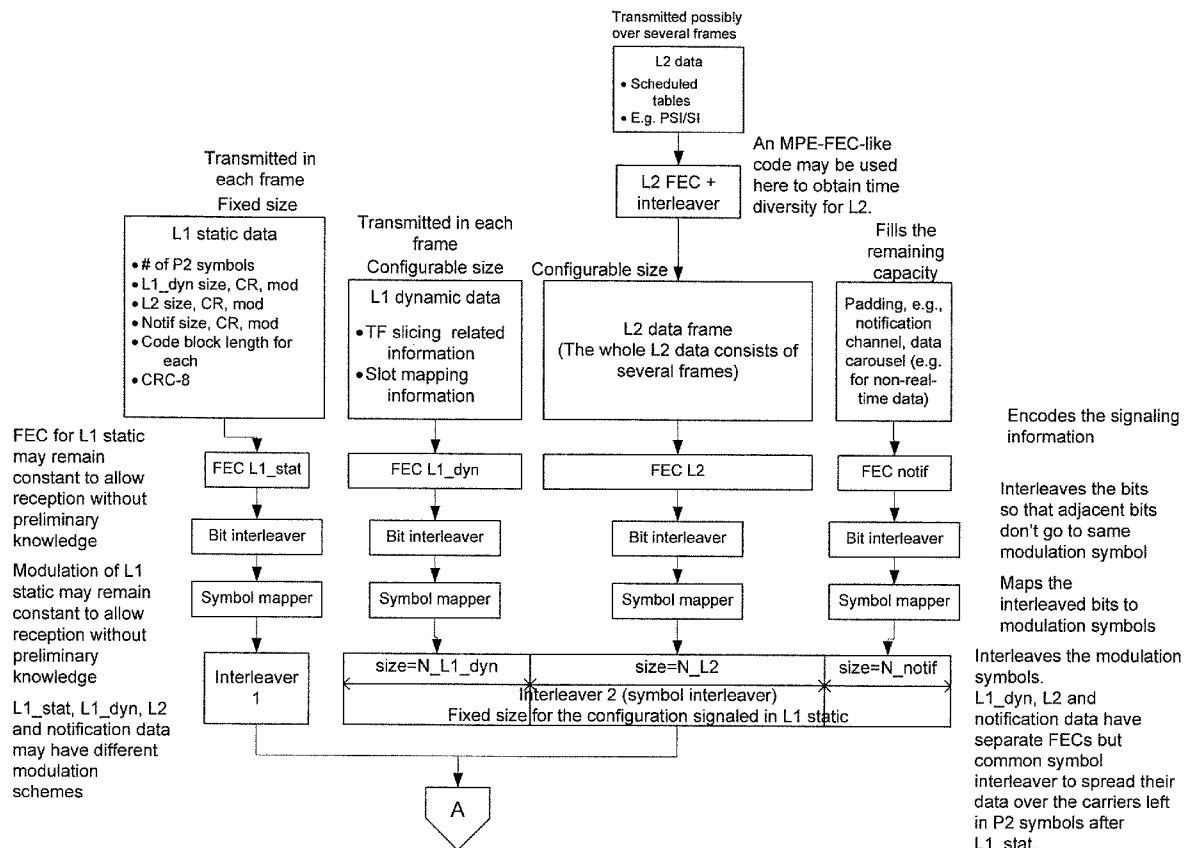 Transmitted possibly
over several frames
L2 data
• Scheduled
tables
• E.g. PSI/SI
An MPE-FEC-like
code may be used
here to obtain time
diversity for L2.
L2 FEC +
interleaver
Transmitted in
each frame
Fixed size
L1 static data
• # of P2 symbols
• L1_dyn size, CR, mod
• L2 size, CR, mod
• Notif size, CR, mod
• Code block length for
each
• CRC-8
Transmitted in each
frame
Configurable size
L1 dynamic data
• TF slicing related
information
• Slot mapping
information
Configurable size
L2 data frame
(The whole L2 data consists of
several frames)
Fills the
remaining
capacity
Padding, e.g.,
notification
channel, data
carousel (e.g.
for non-real-
time data)
FEC for L1 static
may remain
constant to allow
reception without
preliminary
knowledge
FEC L1_stat
FEC L1_dyn
FEC L2
FEC notif
Encodes the signaling
information
Bit interleaver
Bit interleaver
Bit interleaver
Bit interleaver
Interleaves the bits
so that adjacent bits
don't go to same
modulation symbol
Modulation of L1
static may remain
constant to allow
reception without
preliminary
knowledge
Symbol mapper
Symbol mapper
Symbol mapper
Symbol mapper
Maps the
interleaved bits to
modulation symbols
Interleaver
1
size=N_L1_dyn
size=N_L2
size=N_notif
Interleaver 2 (symbol interleaver)
Fixed size for the configuration signaled in L1 static
Interleaves the modulation
symbols.
L1_dyn, L2 and
notification data have
separate FECs but
common symbol
interleaver to spread their
data over the carriers left
in P2 symbols after
L1_stat.
L1_stat, L1_dyn, L2
and notification data
may have different
modulation
schemes
A